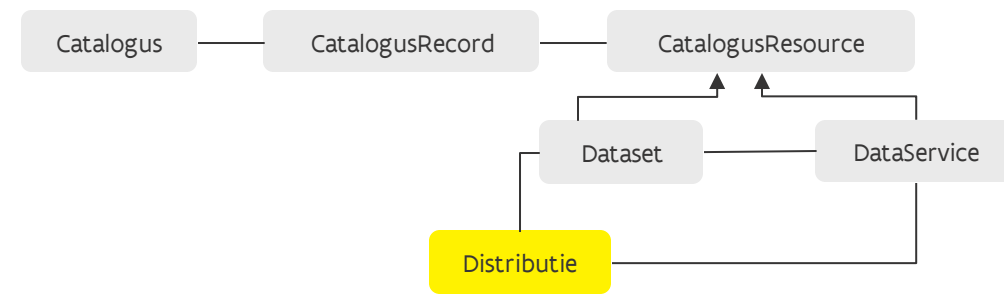 Catalogus
CatalogusRecord
CatalogusResource
Dataset
DataService
Distributie